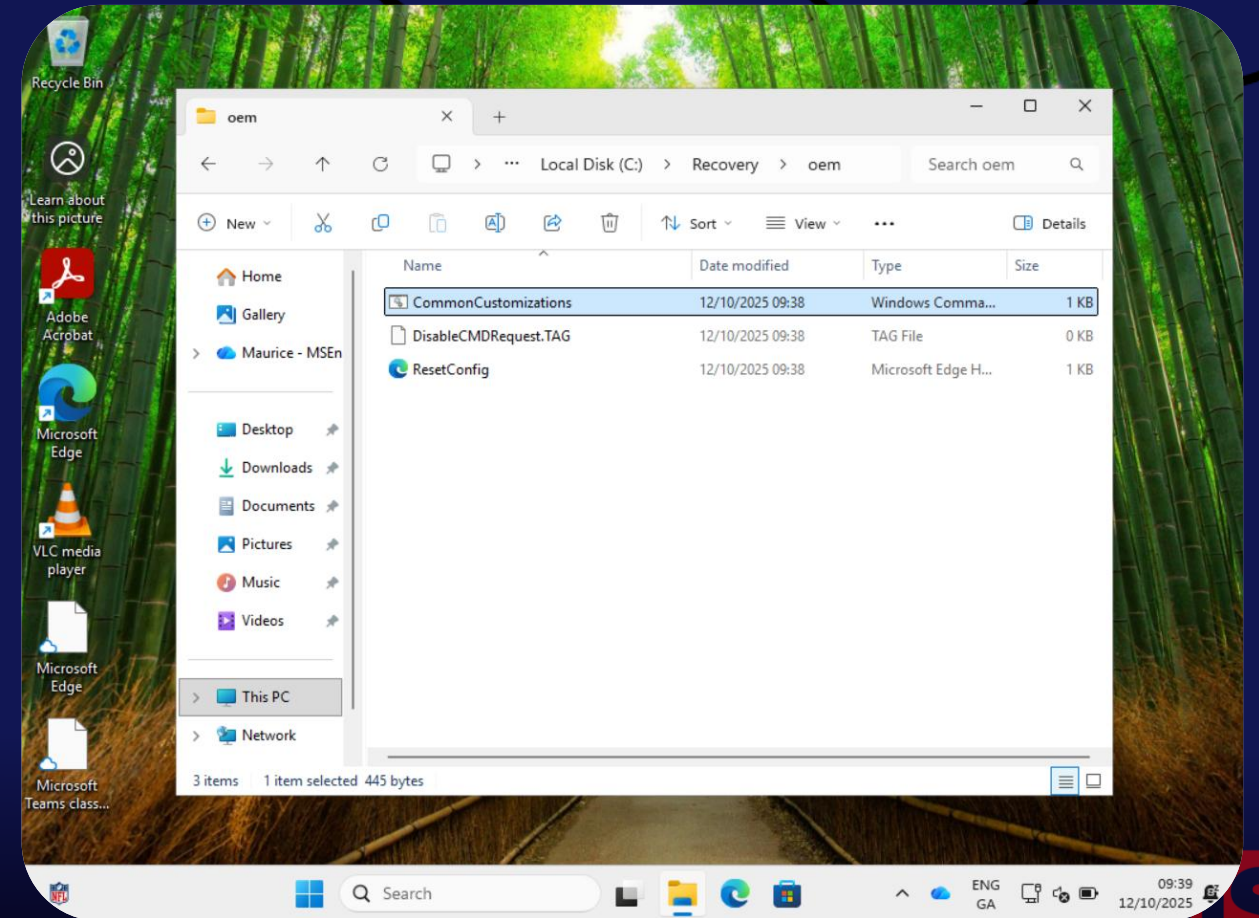 Recycle Bin
Learn about
this picture
Adobe
Acrobat
Microsoft
Edge
VLC media
player
Microsoft
Edge
Microsoft
Teams class...
oem
··· Local Disk (C:) > Recovery > oem
Search oem
New
Sort
View
···
Details
Home
Gallery
Maurice - MSEn
Desktop
Downloads
Documents
Pictures
Music
Videos
This PC
Network
Name Date modified Type Size
CommonCustomizations 12/10/2025 09:38 Windows Comma... 1 KB
DisableCMDRequest.TAG 12/10/2025 09:38 TAG File 0 KB
ResetConfig 12/10/2025 09:38 Microsoft Edge H... 1 KB
3 items 1 item selected 445 bytes
NFL
Search
ENG
GA
09:39
12/10/2025